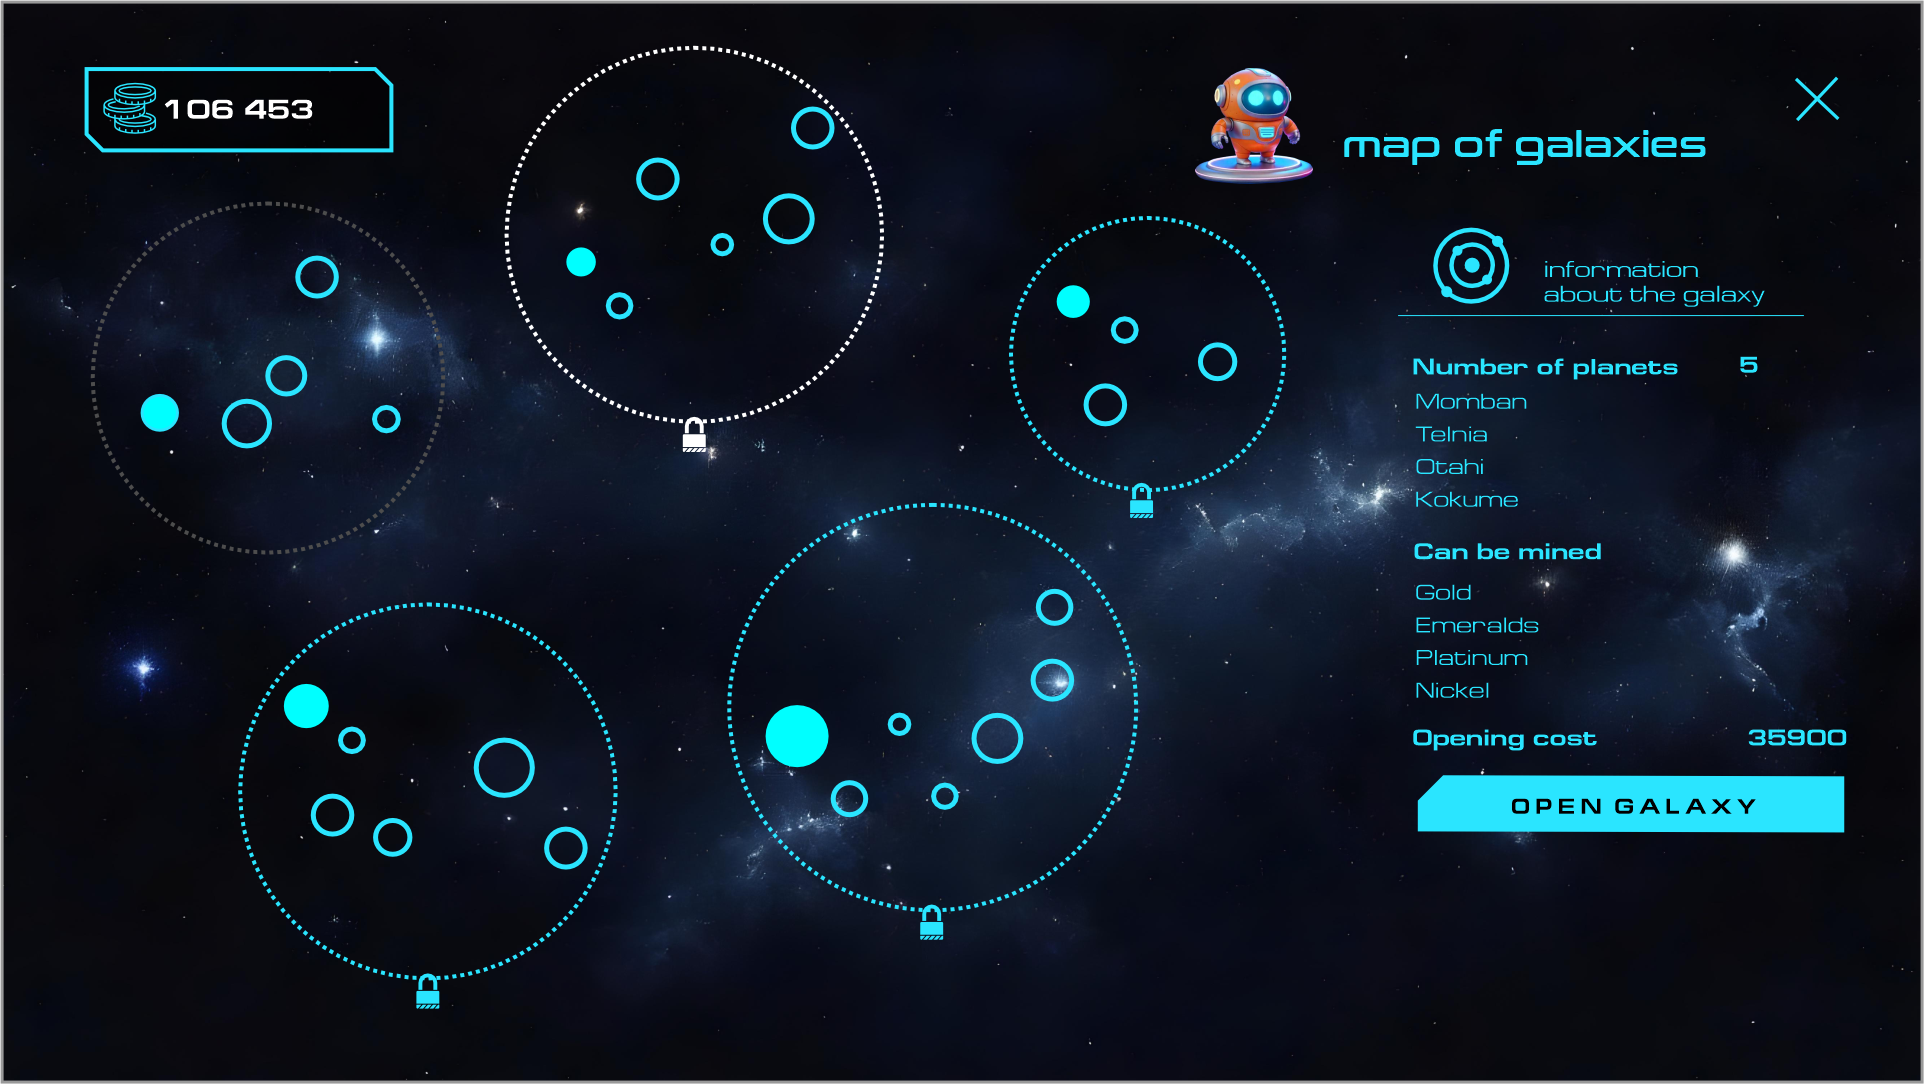 106 453
map of galaxies
information
about the galaxy
Number of planets 5
Momban
Telnia
Otahi
Kokume
Can be mined
Gold
Emeralds
Platinum
Nickel
Opening cost 35900
OPEN GALAXY